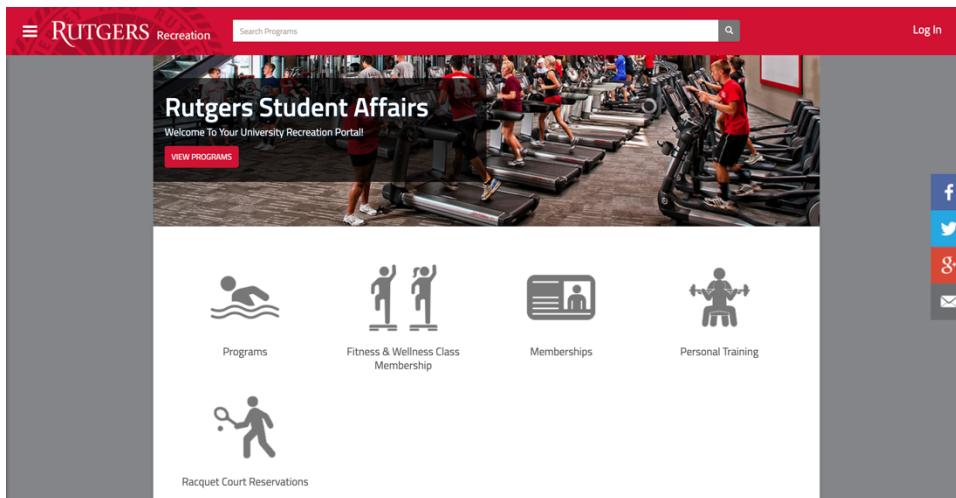 RUTGERS Recreation
Search Programs
Log In
Rutgers Student Affairs
Welcome To Your University Recreation Portal!
VIEW PROGRAMS
Programs
Fitness & Wellness Class
Membership
Memberships
Personal Training
Racquet Court Reservations